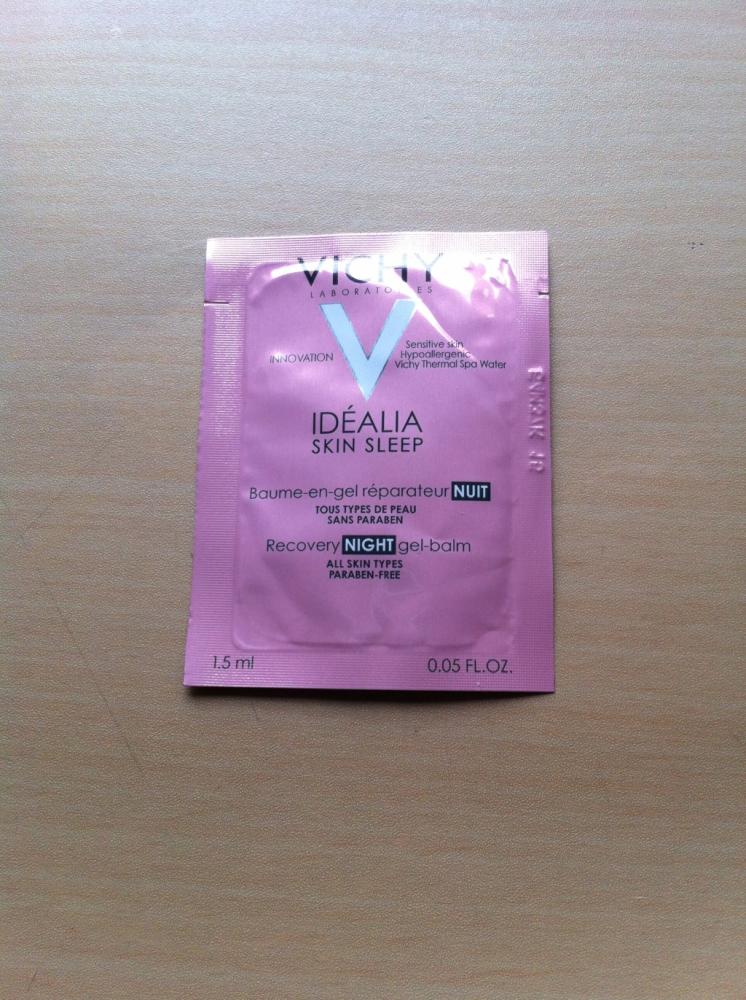 VICHY
LABORATOIRES
V
INNOVATION
Sensitive skin
Hypoallergenic
Vichy Thermal Spa Water
IDÉALIA
SKIN SLEEP
Baume-en-gel réparateur NUIT
TOUS TYPES DE PEAU
SANS PARABEN
Recovery NIGHT gel-balm
ALL SKIN TYPES
PARABEN-FREE
1.5 ml
0.05 FL.OZ.